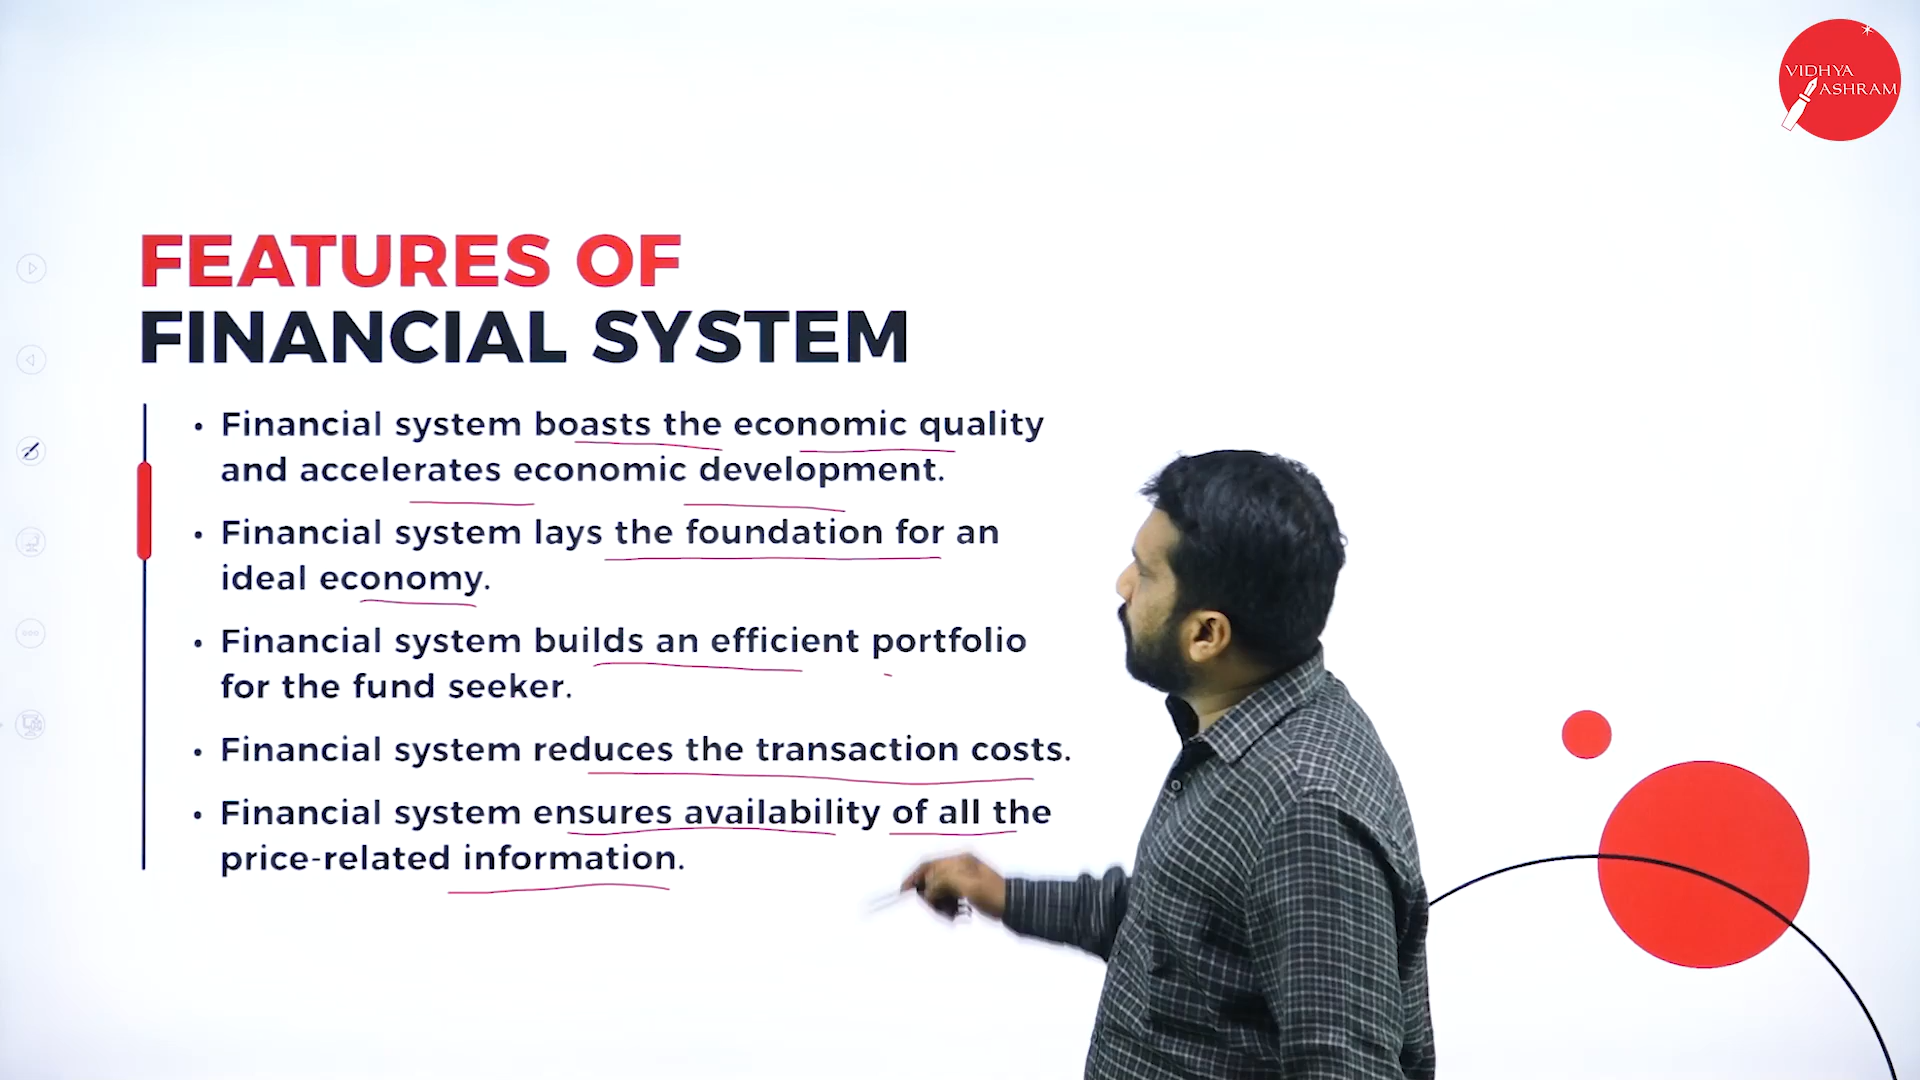 VIDHYA
ASHRAM
FEATURES OF
FINANCIAL SYSTEM
• Financial system boasts the economic quality
and accelerates economic development.
• Financial system lays the foundation for an
ideal economy.
• Financial system builds an efficient portfolio
for the fund seeker.
• Financial system reduces the transaction costs.
• Financial system ensures availability of all the
price-related information.